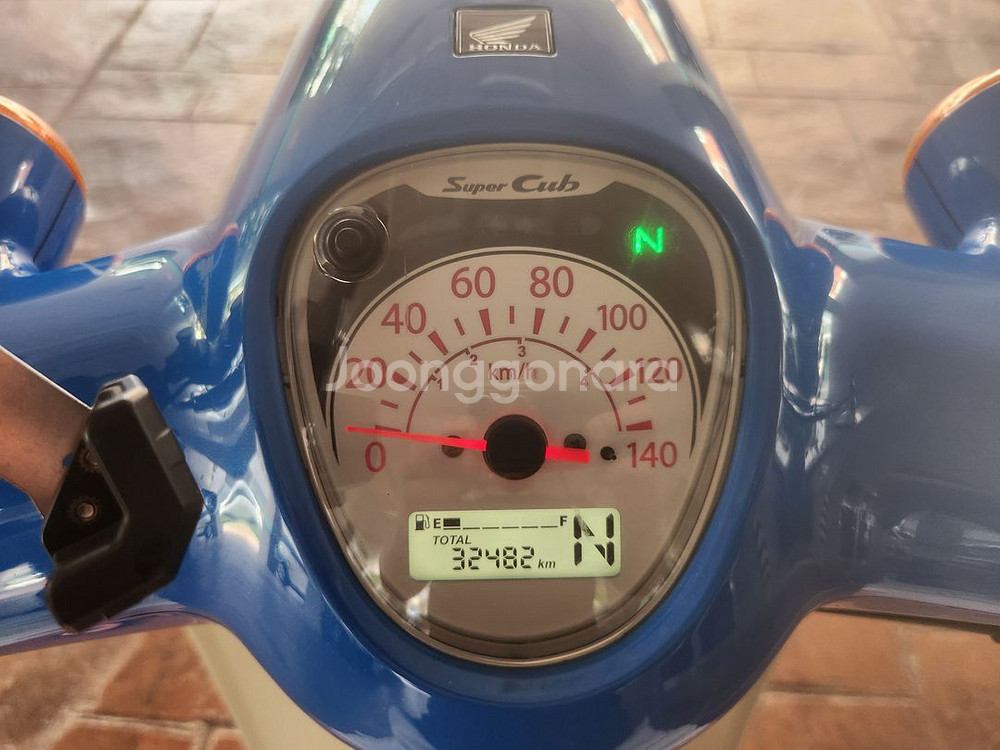 HONDA
Super Cub
N
60 80
40 100
3
2
Joonggonara
20 km/h 120
1 4
0 140
E F
TOTAL N
32482 km